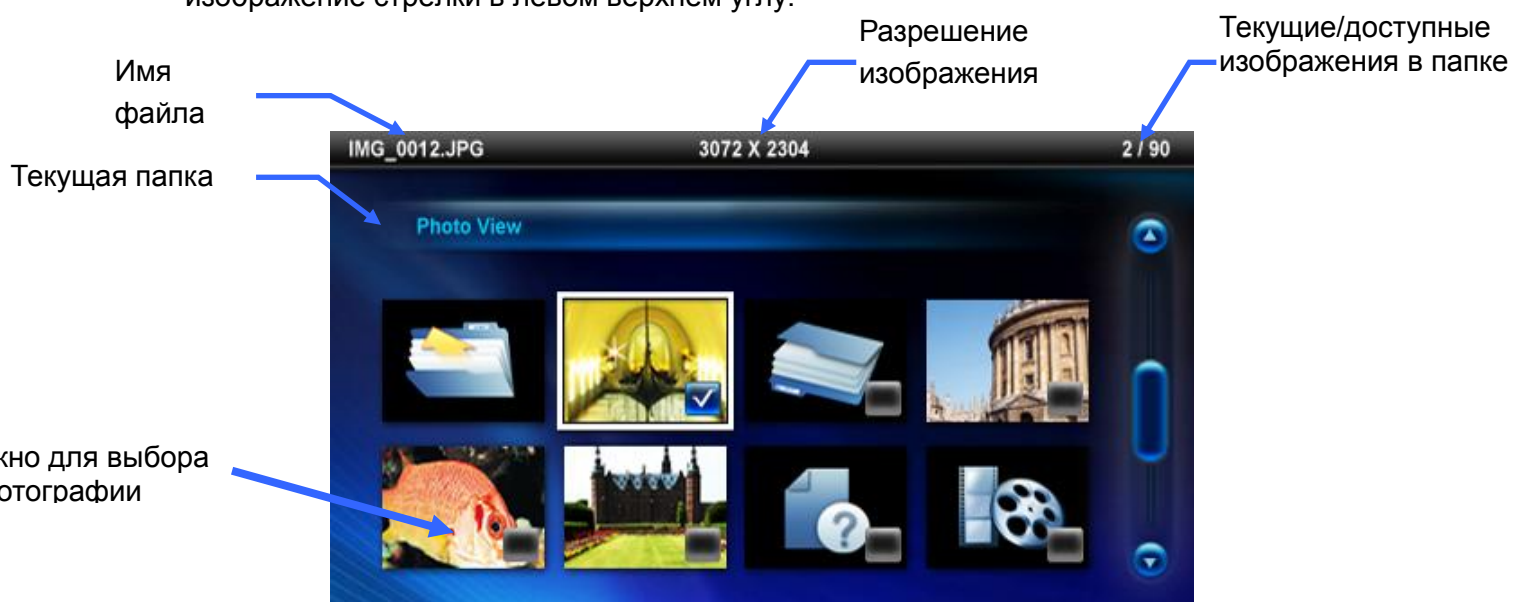 изображение стрелки в левом верхнем углу.
Разрешение
изображения
Текущие/доступные
изображения в папке
Имя
файла
IMG_0012.JPG
3072 X 2304
2 / 90
Текущая папка
Photo View
кно для выбора
отографии